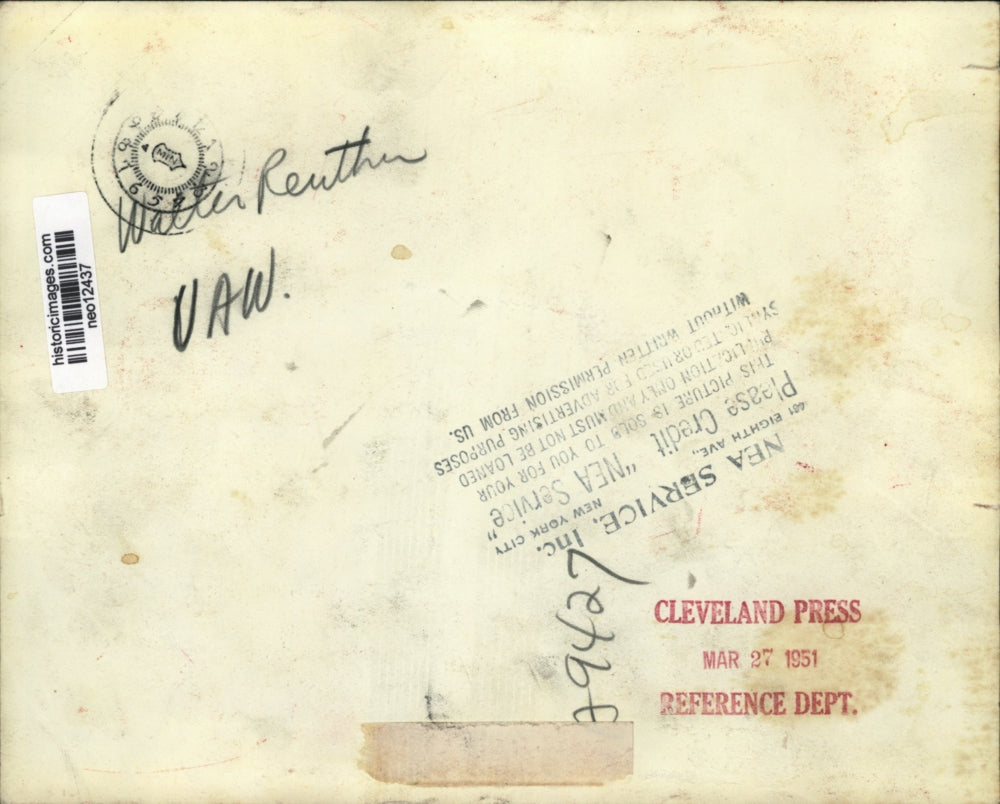 MIN
Walter Reuther
UAW.
historicimages.com
neo12437
NEA SERVICE, Inc.
461 EIGHTH AVE., NEW YORK CITY
Please Credit "NEA Service"
THIS PICTURE IS SOLD TO YOU FOR YOUR
PUBLICATION ONLY AND MUST NOT BE LOANED
SYNDICATED OR USED FOR ADVERTISING PURPOSES
WITHOUT WRITTEN PERMISSION FROM US.
CLEVELAND PRESS
MAR 27 1951
REFERENCE DEPT.